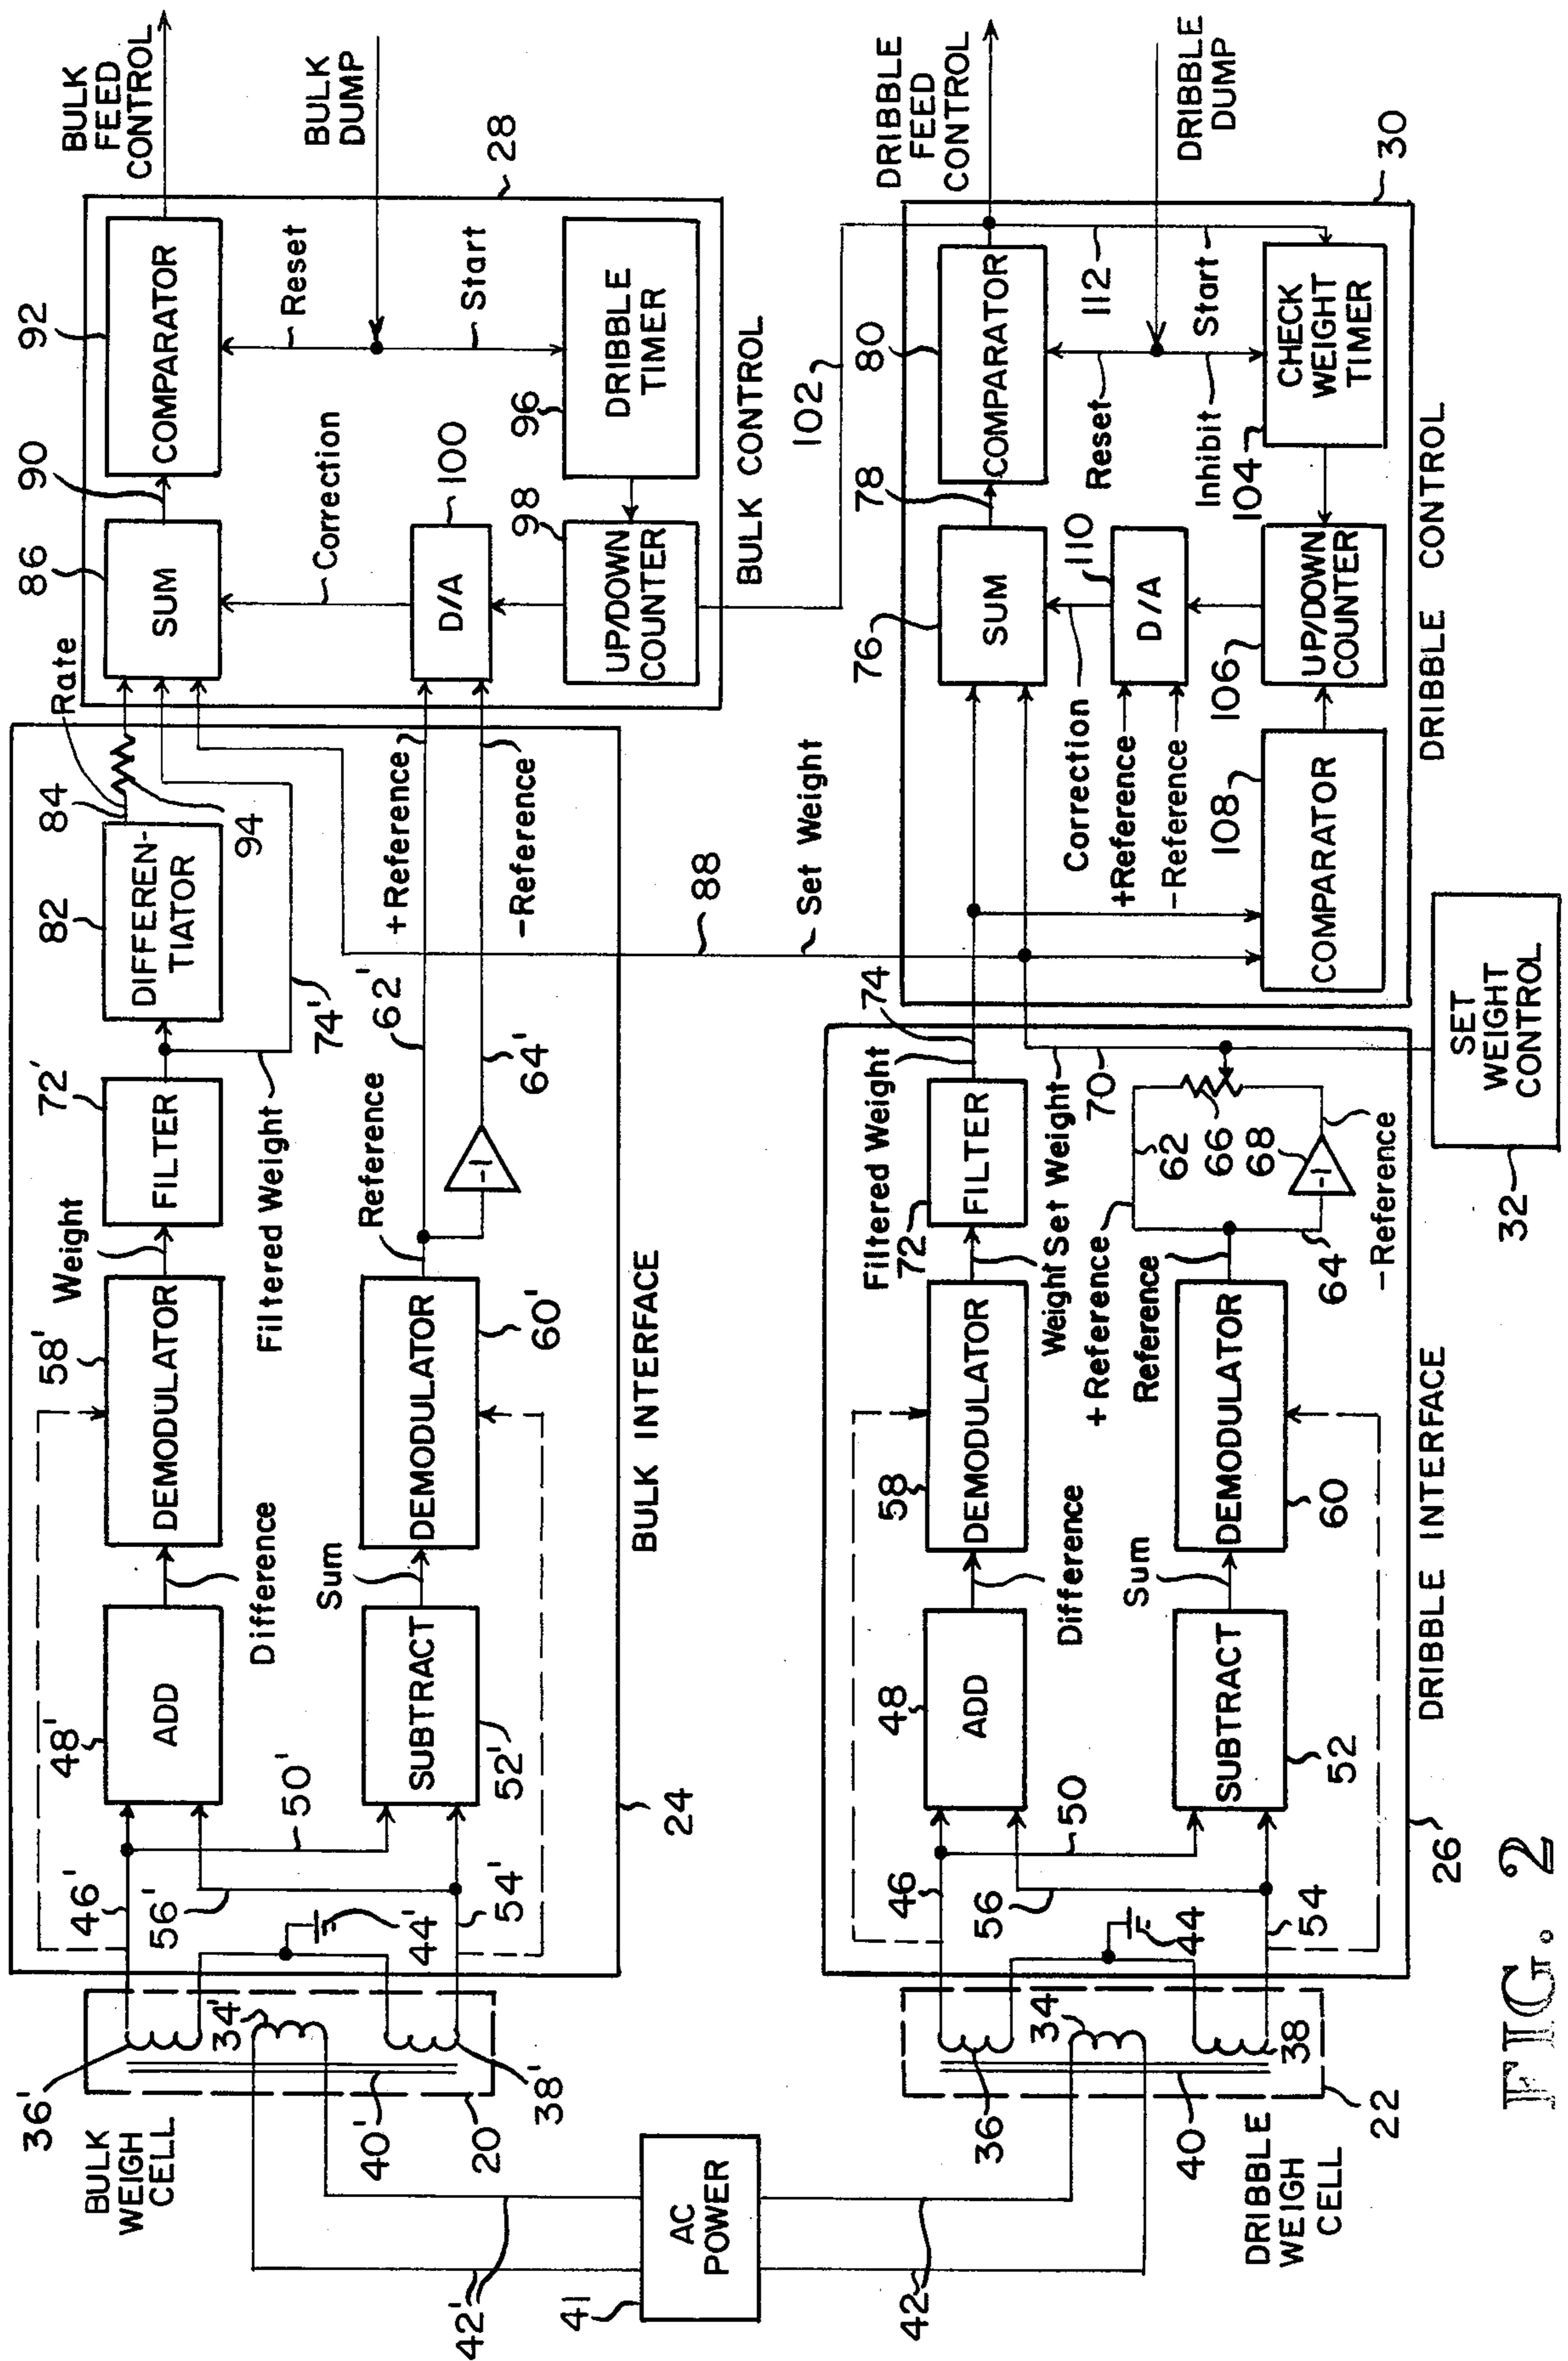 BULK
WEIGH
CELL
36'
34'
40'
20
38'
42'
41
AC
POWER
42
46'
56'
50'
44'
54'
24
48'
ADD
SUBTRACT
52'
Difference
Sum
58'
DEMODULATOR
DEMODULATOR
60'
BULK INTERFACE
Weight
72'
FILTER
Filtered Weight
74'
Reference
62'
64'
-1
82
DIFFEREN-
TIATOR
84
94
Rate
+Reference
-Reference
88
Set Weight
86
SUM
90
92
COMPARATOR
Correction
Reset
Start
D/A
100
98
UP/DOWN
COUNTER
96
DRIBBLE
TIMER
BULK CONTROL
28
BULK
FEED
CONTROL
BULK
DUMP
102
DRIBBLE
WEIGH
CELL
36
34
40
38
22
46
56
50
44
54
26
48
ADD
SUBTRACT
52
Difference
Sum
58
DEMODULATOR
DEMODULATOR
60
DRIBBLE INTERFACE
Weight
72
FILTER
Filtered Weight
74
Set Weight
70
+Reference
Reference
62
66
68
64
-1
-Reference
32
SET
WEIGHT
CONTROL
76
SUM
78
80
COMPARATOR
Correction
110
D/A
+Reference
-Reference
108
COMPARATOR
106
UP/DOWN
COUNTER
104
CHECK
WEIGHT
TIMER
Reset
Inhibit
112
Start
DRIBBLE CONTROL
30
DRIBBLE
FEED
CONTROL
DRIBBLE
DUMP
FIG. 2